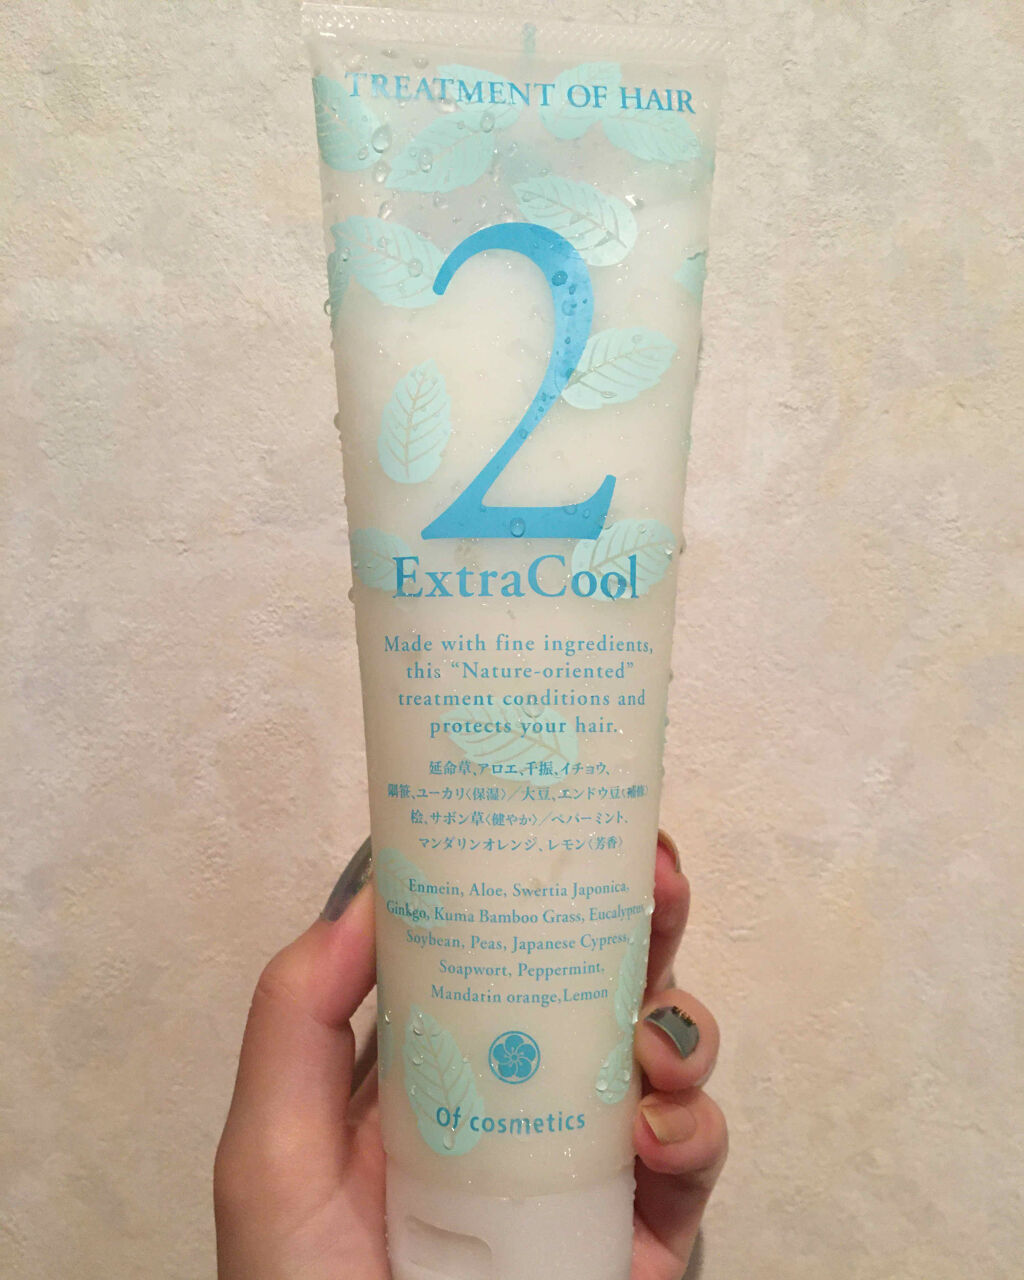 TREATMENT OF HAIR
2
ExtraCool
Made with fine ingredients,
this “Nature-oriented”
treatment conditions and
protects your hair.
延命草、アロエ、千振、イチョウ、
隈笹、ユーカリ〈保湿〉／大豆、エンドウ豆〈補修〉
桧、サボン草〈健やか〉／ペパーミント、
マンダリンオレンジ、レモン〈芳香〉
Enmein, Aloe, Swertia Japonica,
Ginkgo, Kuma Bamboo Grass, Eucalyptus,
Soybean, Peas, Japanese Cypress,
Soapwort, Peppermint,
Mandarin orange,Lemon
Of cosmetics